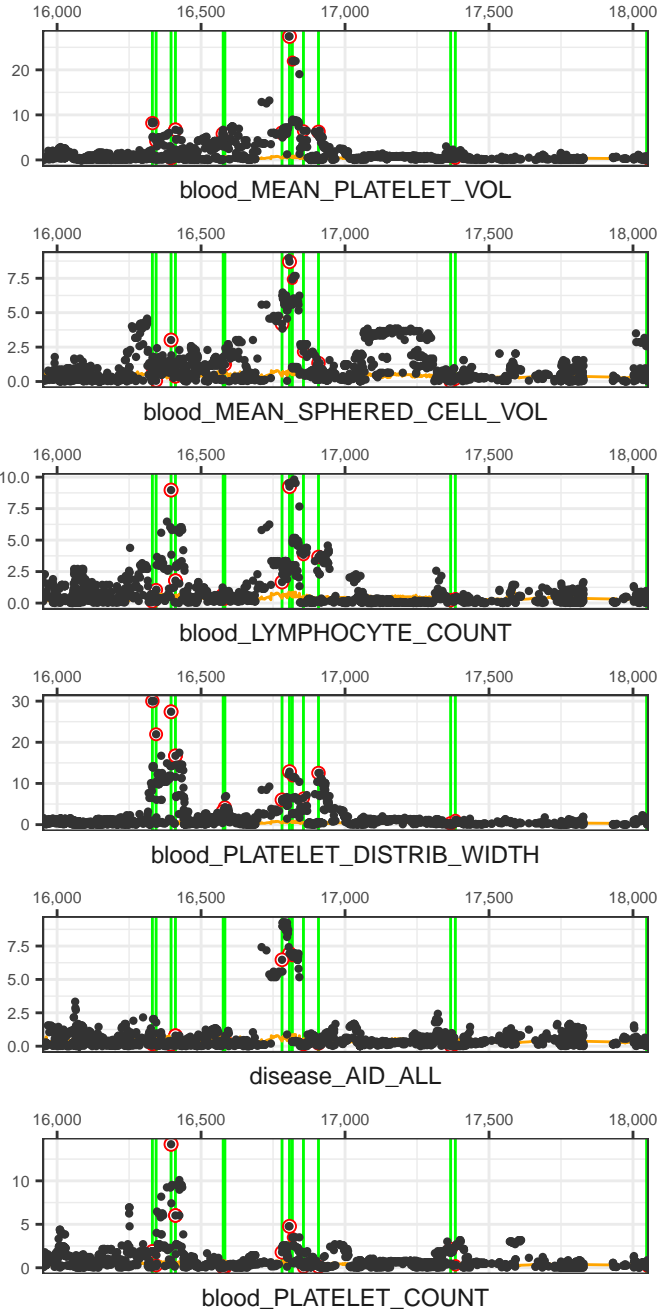 16,000 16,500 17,000 17,500 18,000
20
10
0
blood_MEAN_PLATELET_VOL
16,000 16,500 17,000 17,500 18,000
7.5
5.0
2.5
0.0
blood_MEAN_SPHERED_CELL_VOL
16,000 16,500 17,000 17,500 18,000
10.0
7.5
5.0
2.5
0.0
blood_LYMPHOCYTE_COUNT
16,000 16,500 17,000 17,500 18,000
30
20
10
0
blood_PLATELET_DISTRIB_WIDTH
16,000 16,500 17,000 17,500 18,000
7.5
5.0
2.5
0.0
disease_AID_ALL
16,000 16,500 17,000 17,500 18,000
10
5
0
blood_PLATELET_COUNT